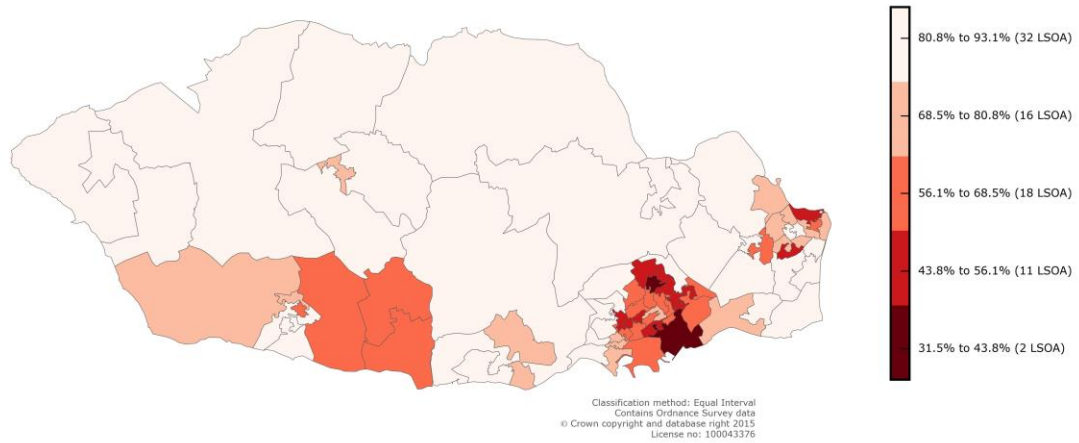 80.8% to 93.1% (32 LSOA)
68.5% to 80.8% (16 LSOA)
56.1% to 68.5% (18 LSOA)
43.8% to 56.1% (11 LSOA)
31.5% to 43.8% (2 LSOA)
Classification method: Equal Interval
Contains Ordnance Survey data
© Crown copyright and database right 2015
License no: 100043376